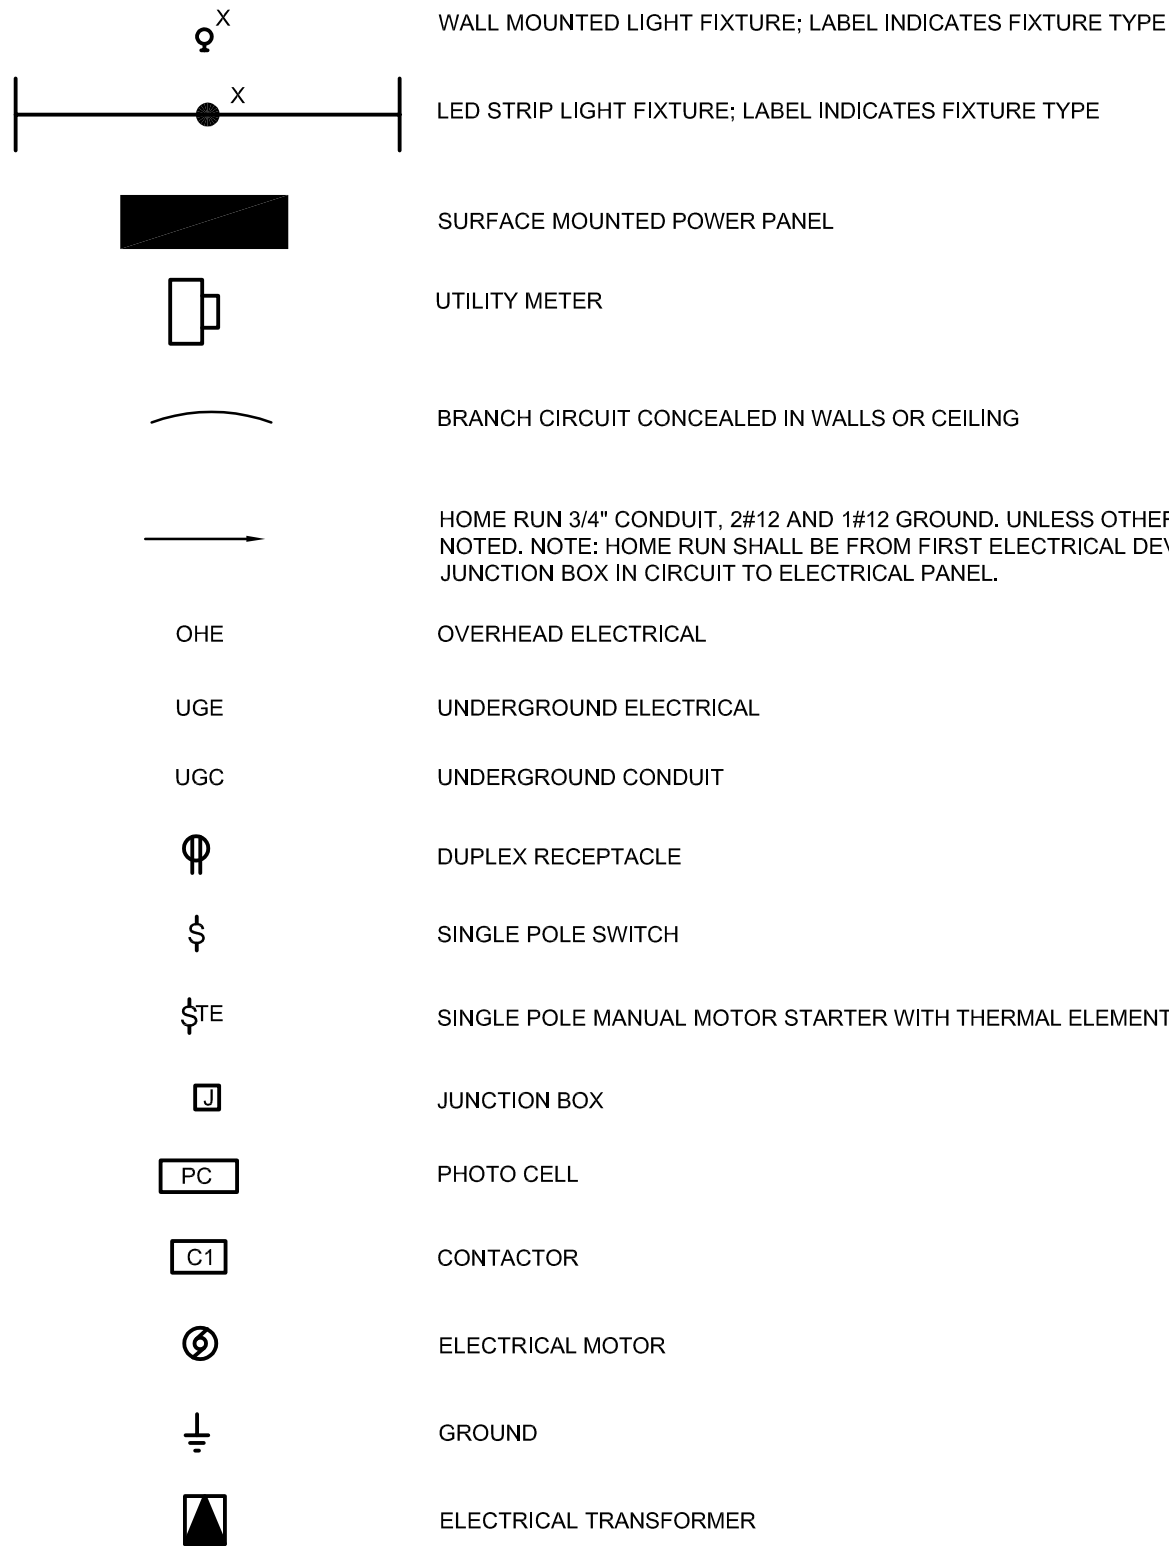 X WALL MOUNTED LIGHT FIXTURE; LABEL INDICATES FIXTURE TYPE
X LED STRIP LIGHT FIXTURE; LABEL INDICATES FIXTURE TYPE
SURFACE MOUNTED POWER PANEL
UTILITY METER
BRANCH CIRCUIT CONCEALED IN WALLS OR CEILING
HOME RUN 3/4" CONDUIT, 2#12 AND 1#12 GROUND. UNLESS
NOTED. NOTE: HOME RUN SHALL BE FROM FIRST ELECTRICAL
JUNCTION BOX IN CIRCUIT TO ELECTRICAL PANEL.
OHE OVERHEAD ELECTRICAL
UGE UNDERGROUND ELECTRICAL
UGC UNDERGROUND CONDUIT
DUPLEX RECEPTACLE
$ SINGLE POLE SWITCH
$TE SINGLE POLE MANUAL MOTOR STARTER WITH THERMAL ELEMENT
J JUNCTION BOX
PC PHOTO CELL
C1 CONTACTOR
ELECTRICAL MOTOR
GROUND
ELECTRICAL TRANSFORMER